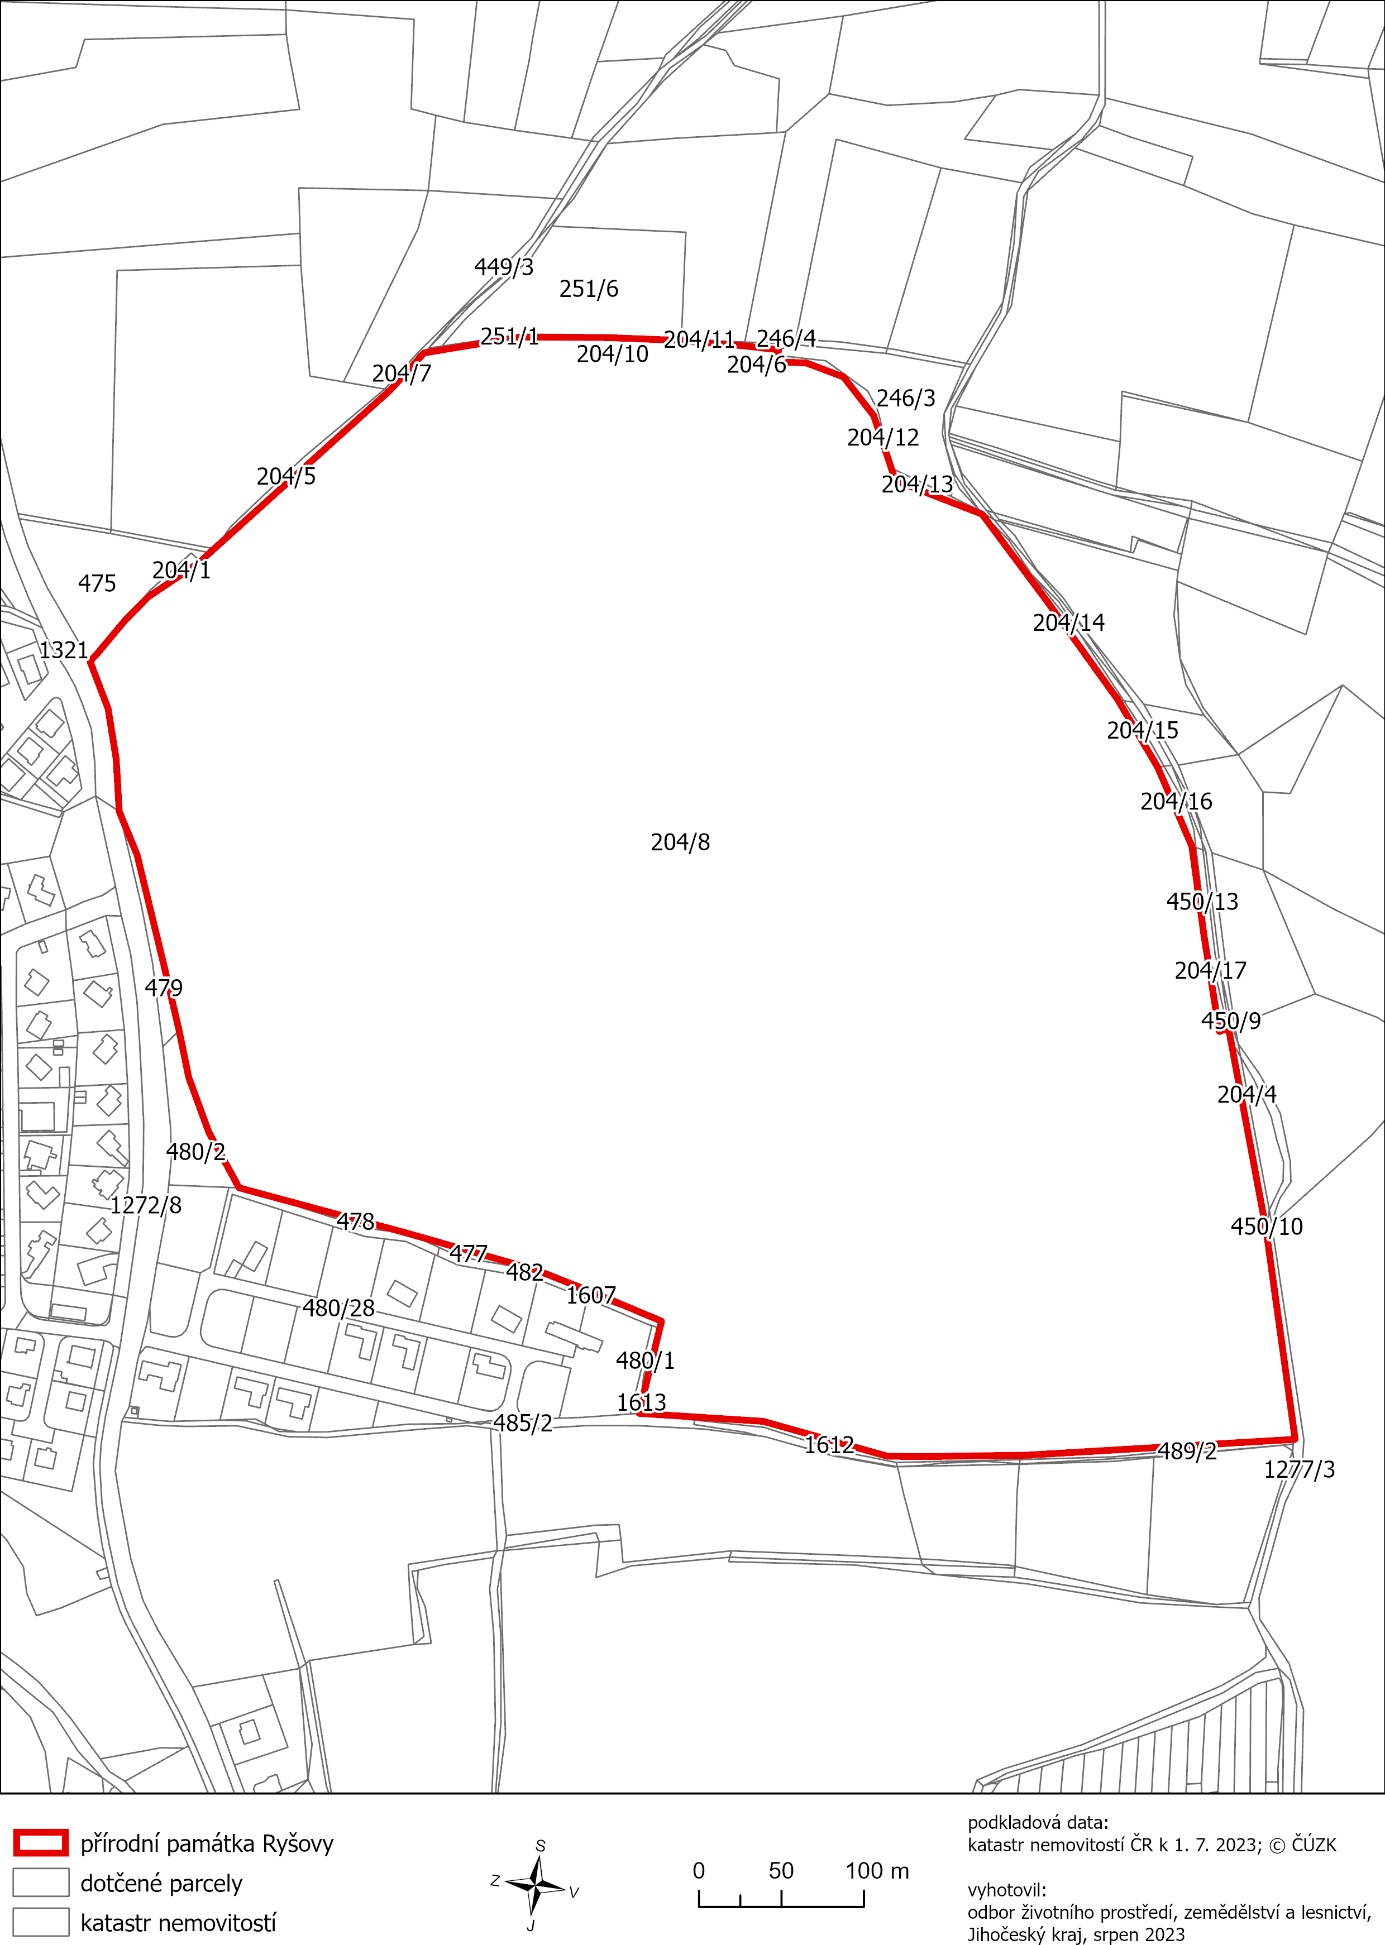 449/3
251/6
251/1
204/11
246/4
204/10
204/6
204/7
246/3
204/12
204/5
204/13
204/1
475
204/14
1321
204/15
204/16
204/8
450/13
204/17
479
450/9
204/4
480/2
1272/8
478
450/10
477
482
1607
480/28
480/1
1613
485/2
1612
489/2
1277/3
přírodní památka Ryšovy
dotčené parcely
katastr nemovitostí
S
Z
V
J
0 50 100 m
podkladová data:
katastr nemovitostí ČR k 1. 7. 2023; © ČÚZK
vyhotovil:
odbor životního prostředí, zemědělství a lesnictví,
Jihočeský kraj, srpen 2023